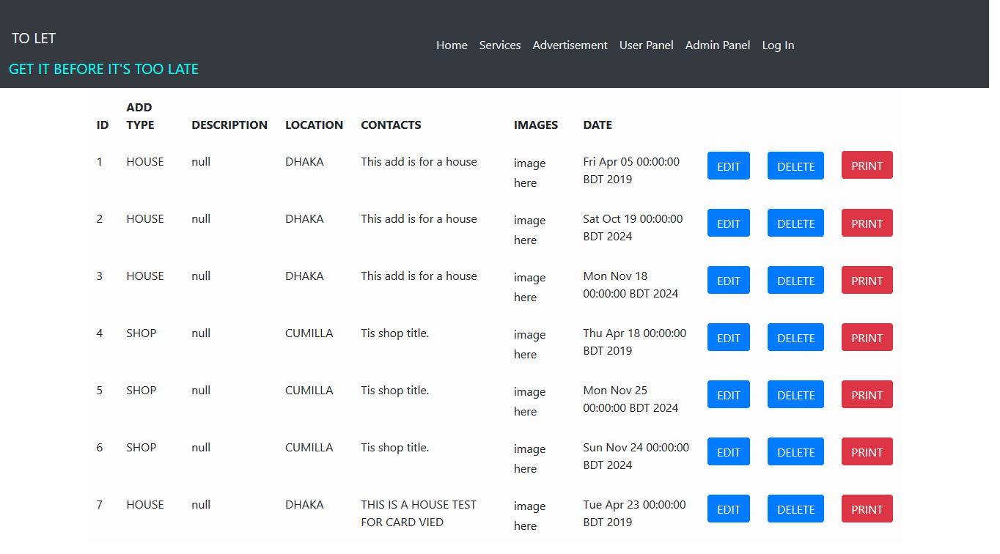 TO LET
Home Services Advertisement User Panel Admin Panel Log In
GET IT BEFORE IT'S TOO LATE
ID ADD TYPE DESCRIPTION LOCATION CONTACTS IMAGES DATE
1 HOUSE null DHAKA This add is for a house image here Fri Apr 05 00:00:00 BDT 2019 EDIT DELETE PRINT
2 HOUSE null DHAKA This add is for a house image here Sat Oct 19 00:00:00 BDT 2024 EDIT DELETE PRINT
3 HOUSE null DHAKA This add is for a house image here Mon Nov 18 00:00:00 BDT 2024 EDIT DELETE PRINT
4 SHOP null CUMILLA Tis shop title. image here Thu Apr 18 00:00:00 BDT 2019 EDIT DELETE PRINT
5 SHOP null CUMILLA Tis shop title. image here Mon Nov 25 00:00:00 BDT 2024 EDIT DELETE PRINT
6 SHOP null CUMILLA Tis shop title. image here Sun Nov 24 00:00:00 BDT 2024 EDIT DELETE PRINT
7 HOUSE null DHAKA THIS IS A HOUSE TEST FOR CARD VIED image here Tue Apr 23 00:00:00 BDT 2019 EDIT DELETE PRINT